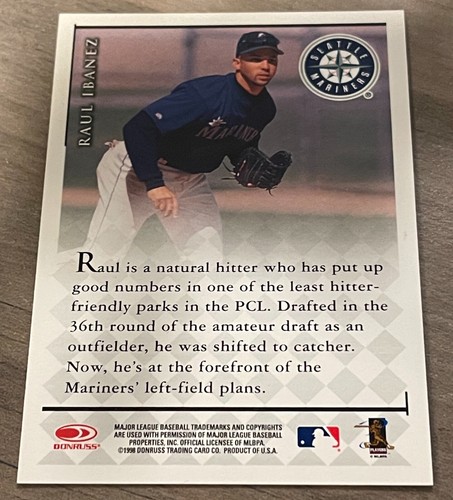 RAUL IBANEZ
SEATTLE
MARINERS
MARINERS
Raul is a natural hitter who has put up
good numbers in one of the least hitter-
friendly parks in the PCL. Drafted in the
36th round of the amateur draft as an
outfielder, he was shifted to catcher.
Now, he's at the forefront of the
Mariners' left-field plans.
DONRUSS
MAJOR LEAGUE BASEBALL TRADEMARKS AND COPYRIGHTS
ARE USED WITH PERMISSION OF MAJOR LEAGUE BASEBALL
PROPERTIES, INC. OFFICIAL LICENSEE OF MLBPA.
©1998 DONRUSS TRADING CARD CO. PRODUCT OF U.S.A.
PLAYERS
© MLBPA